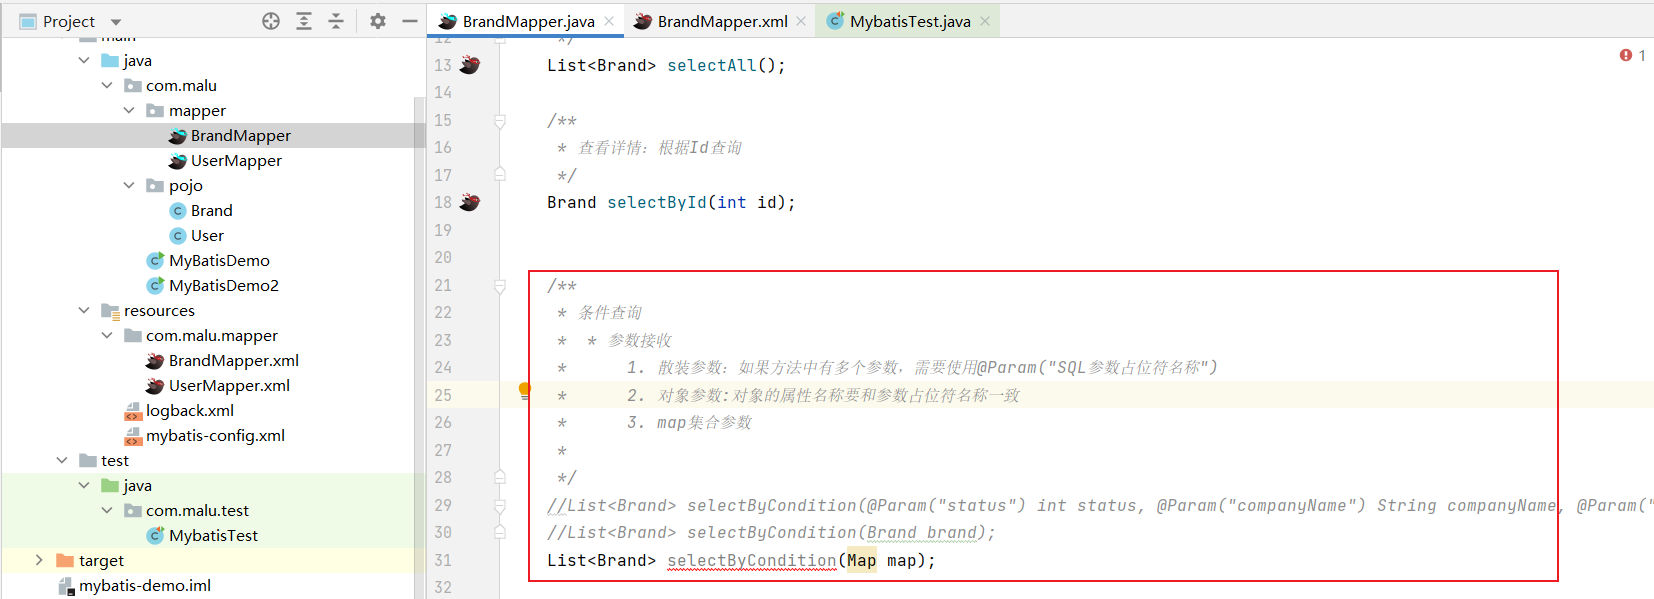 Project
BrandMapper.java
BrandMapper.xml
MybatisTest.java
main
java
com.malu
mapper
BrandMapper
UserMapper
pojo
Brand
User
MyBatisDemo
MyBatisDemo2
resources
com.malu.mapper
BrandMapper.xml
UserMapper.xml
logback.xml
mybatis-config.xml
test
java
com.malu.test
MybatisTest
target
mybatis-demo.iml
1
12 */
13 List<Brand> selectAll();
14
15 /**
16 * 查看详情：根据Id查询
17 */
18 Brand selectById(int id);
19
20
21 /**
22 * 条件查询
23 * * 参数接收
24 * 1. 散装参数：如果方法中有多个参数，需要使用@Param("SQL参数占位符名称")
25 * 2. 对象参数:对象的属性名称要和参数占位符名称一致
26 * 3. map集合参数
27 *
28 */
29 //List<Brand> selectByCondition(@Param("status") int status, @Param("companyName") String companyName, @Param("
30 //List<Brand> selectByCondition(Brand brand);
31 List<Brand> selectByCondition(Map map);
32